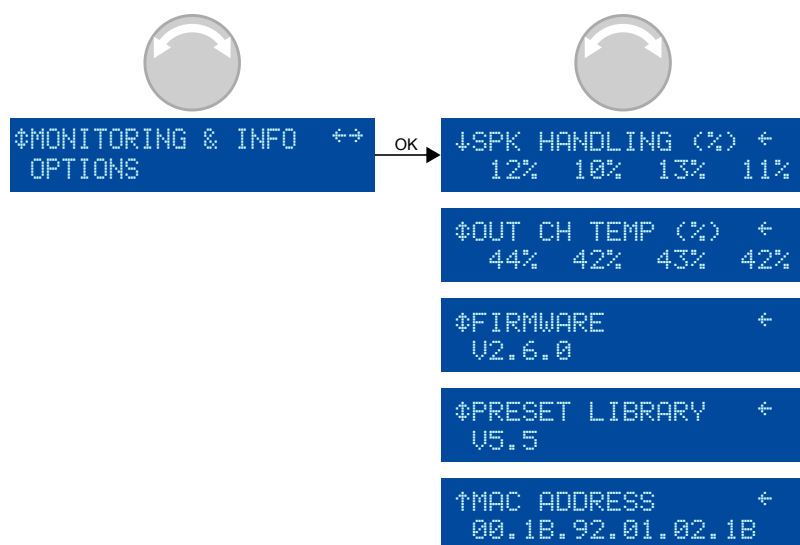 ↕MONITORING & INFO ←→
OPTIONS
OK
↓SPK HANDLING (%) ←
12% 10% 13% 11%
↕OUT CH TEMP (%) ←
44% 42% 43% 42%
↕FIRMWARE ←
V2.6.0
↕PRESET LIBRARY ←
V5.5
↑MAC ADDRESS ←
00.1B.92.01.02.1B